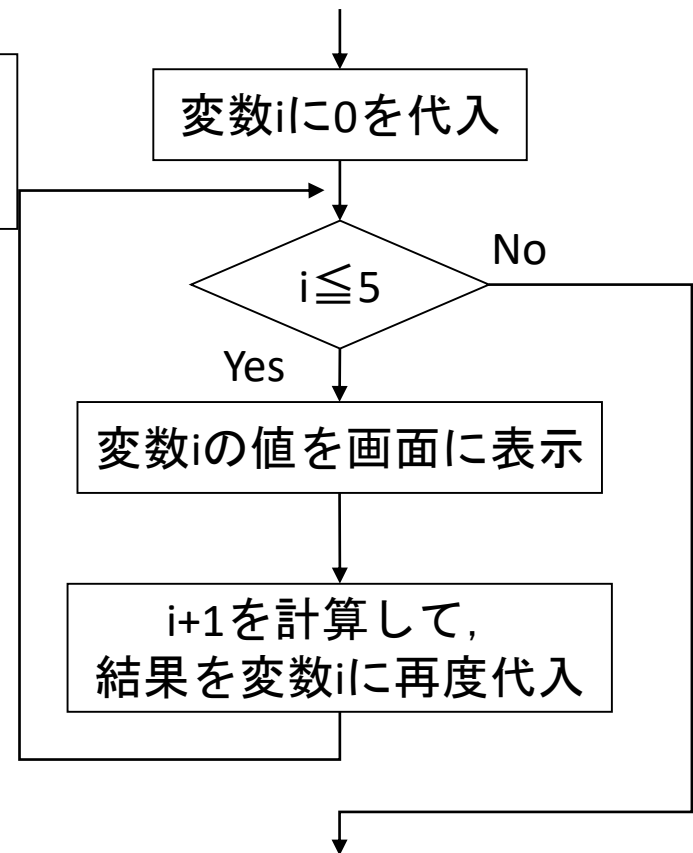 変数iに0を代入
i≦5
No
Yes
変数iの値を画面に表示
i+1を計算して,
結果を変数iに再度代入